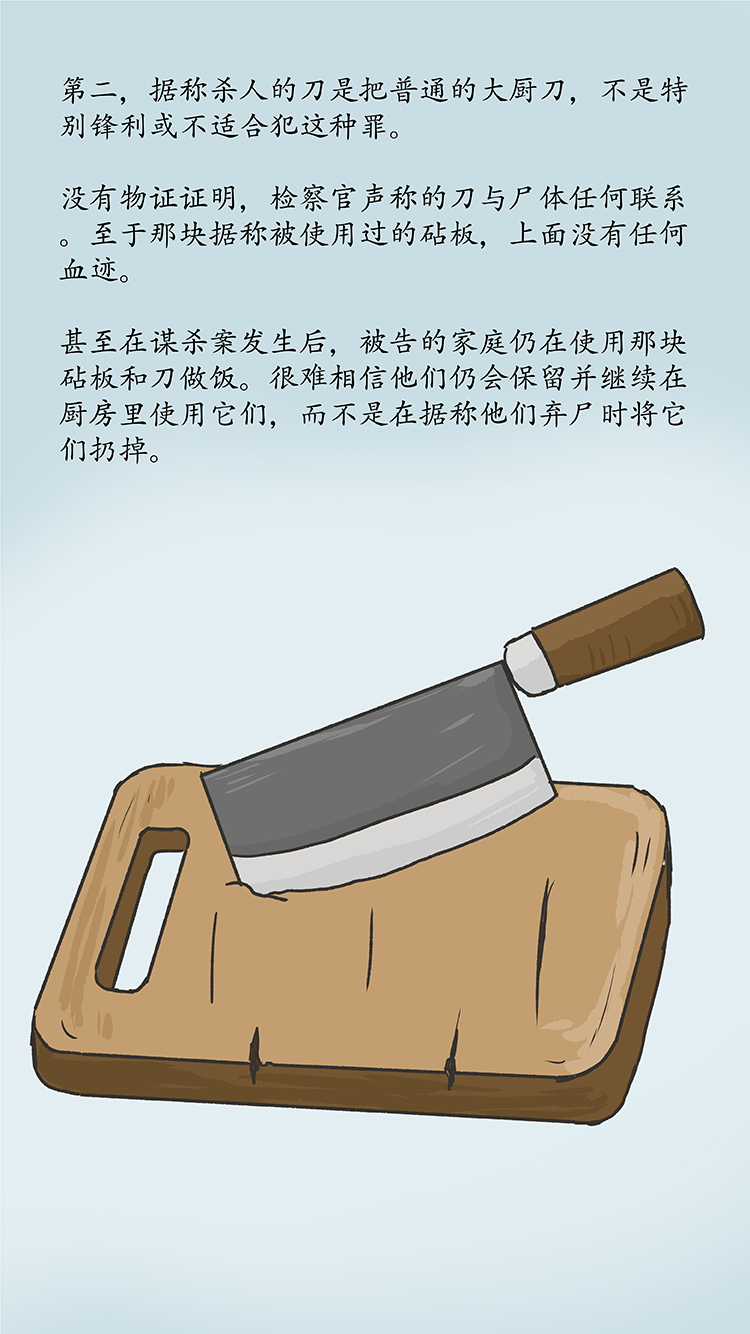 第二，据称杀人的刀是把普通的大厨刀，不是特
别锋利或不适合犯这种罪。
没有物证证明，检察官声称的刀与尸体任何联系
。至于那块据称被使用过的砧板，上面没有任何
血迹。
甚至在谋杀案发生后，被告的家庭仍在使用那块
砧板和刀做饭。很难相信他们仍会保留并继续在
厨房里使用它们，而不是在据称他们弃尸时将它
们扔掉。